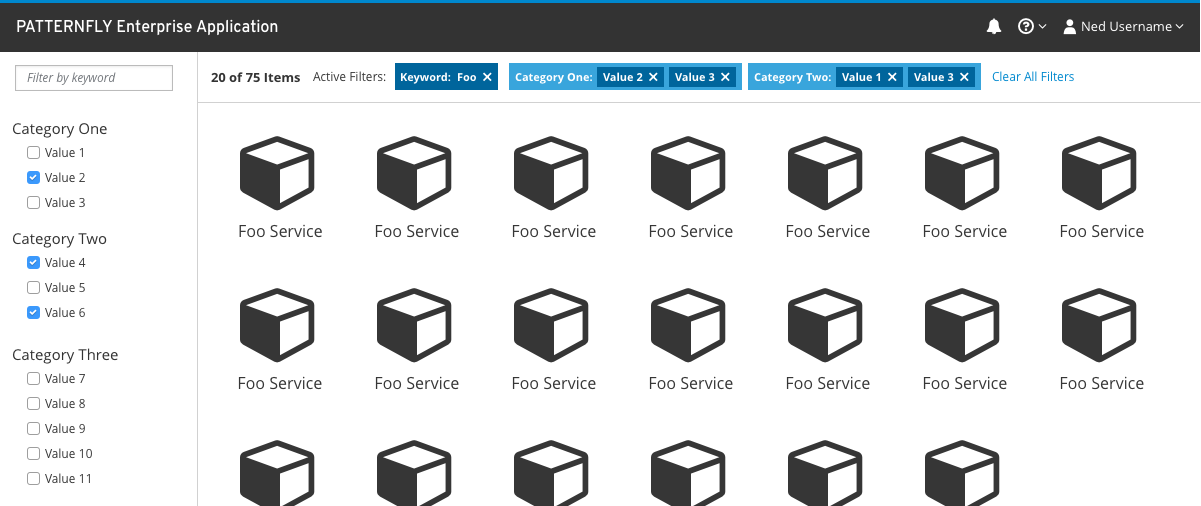 PATTERNFLY Enterprise Application
Ned Username
Filter by keyword
20 of 75 Items Active Filters: Keyword: Foo Category One: Value 2 Value 3 Category Two: Value 1 Value 3 Clear All Filters
Category One
Value 1
Value 2
Value 3
Category Two
Value 4
Value 5
Value 6
Category Three
Value 7
Value 8
Value 9
Value 10
Value 11
Foo Service Foo Service Foo Service Foo Service Foo Service Foo Service Foo Service
Foo Service Foo Service Foo Service Foo Service Foo Service Foo Service Foo Service